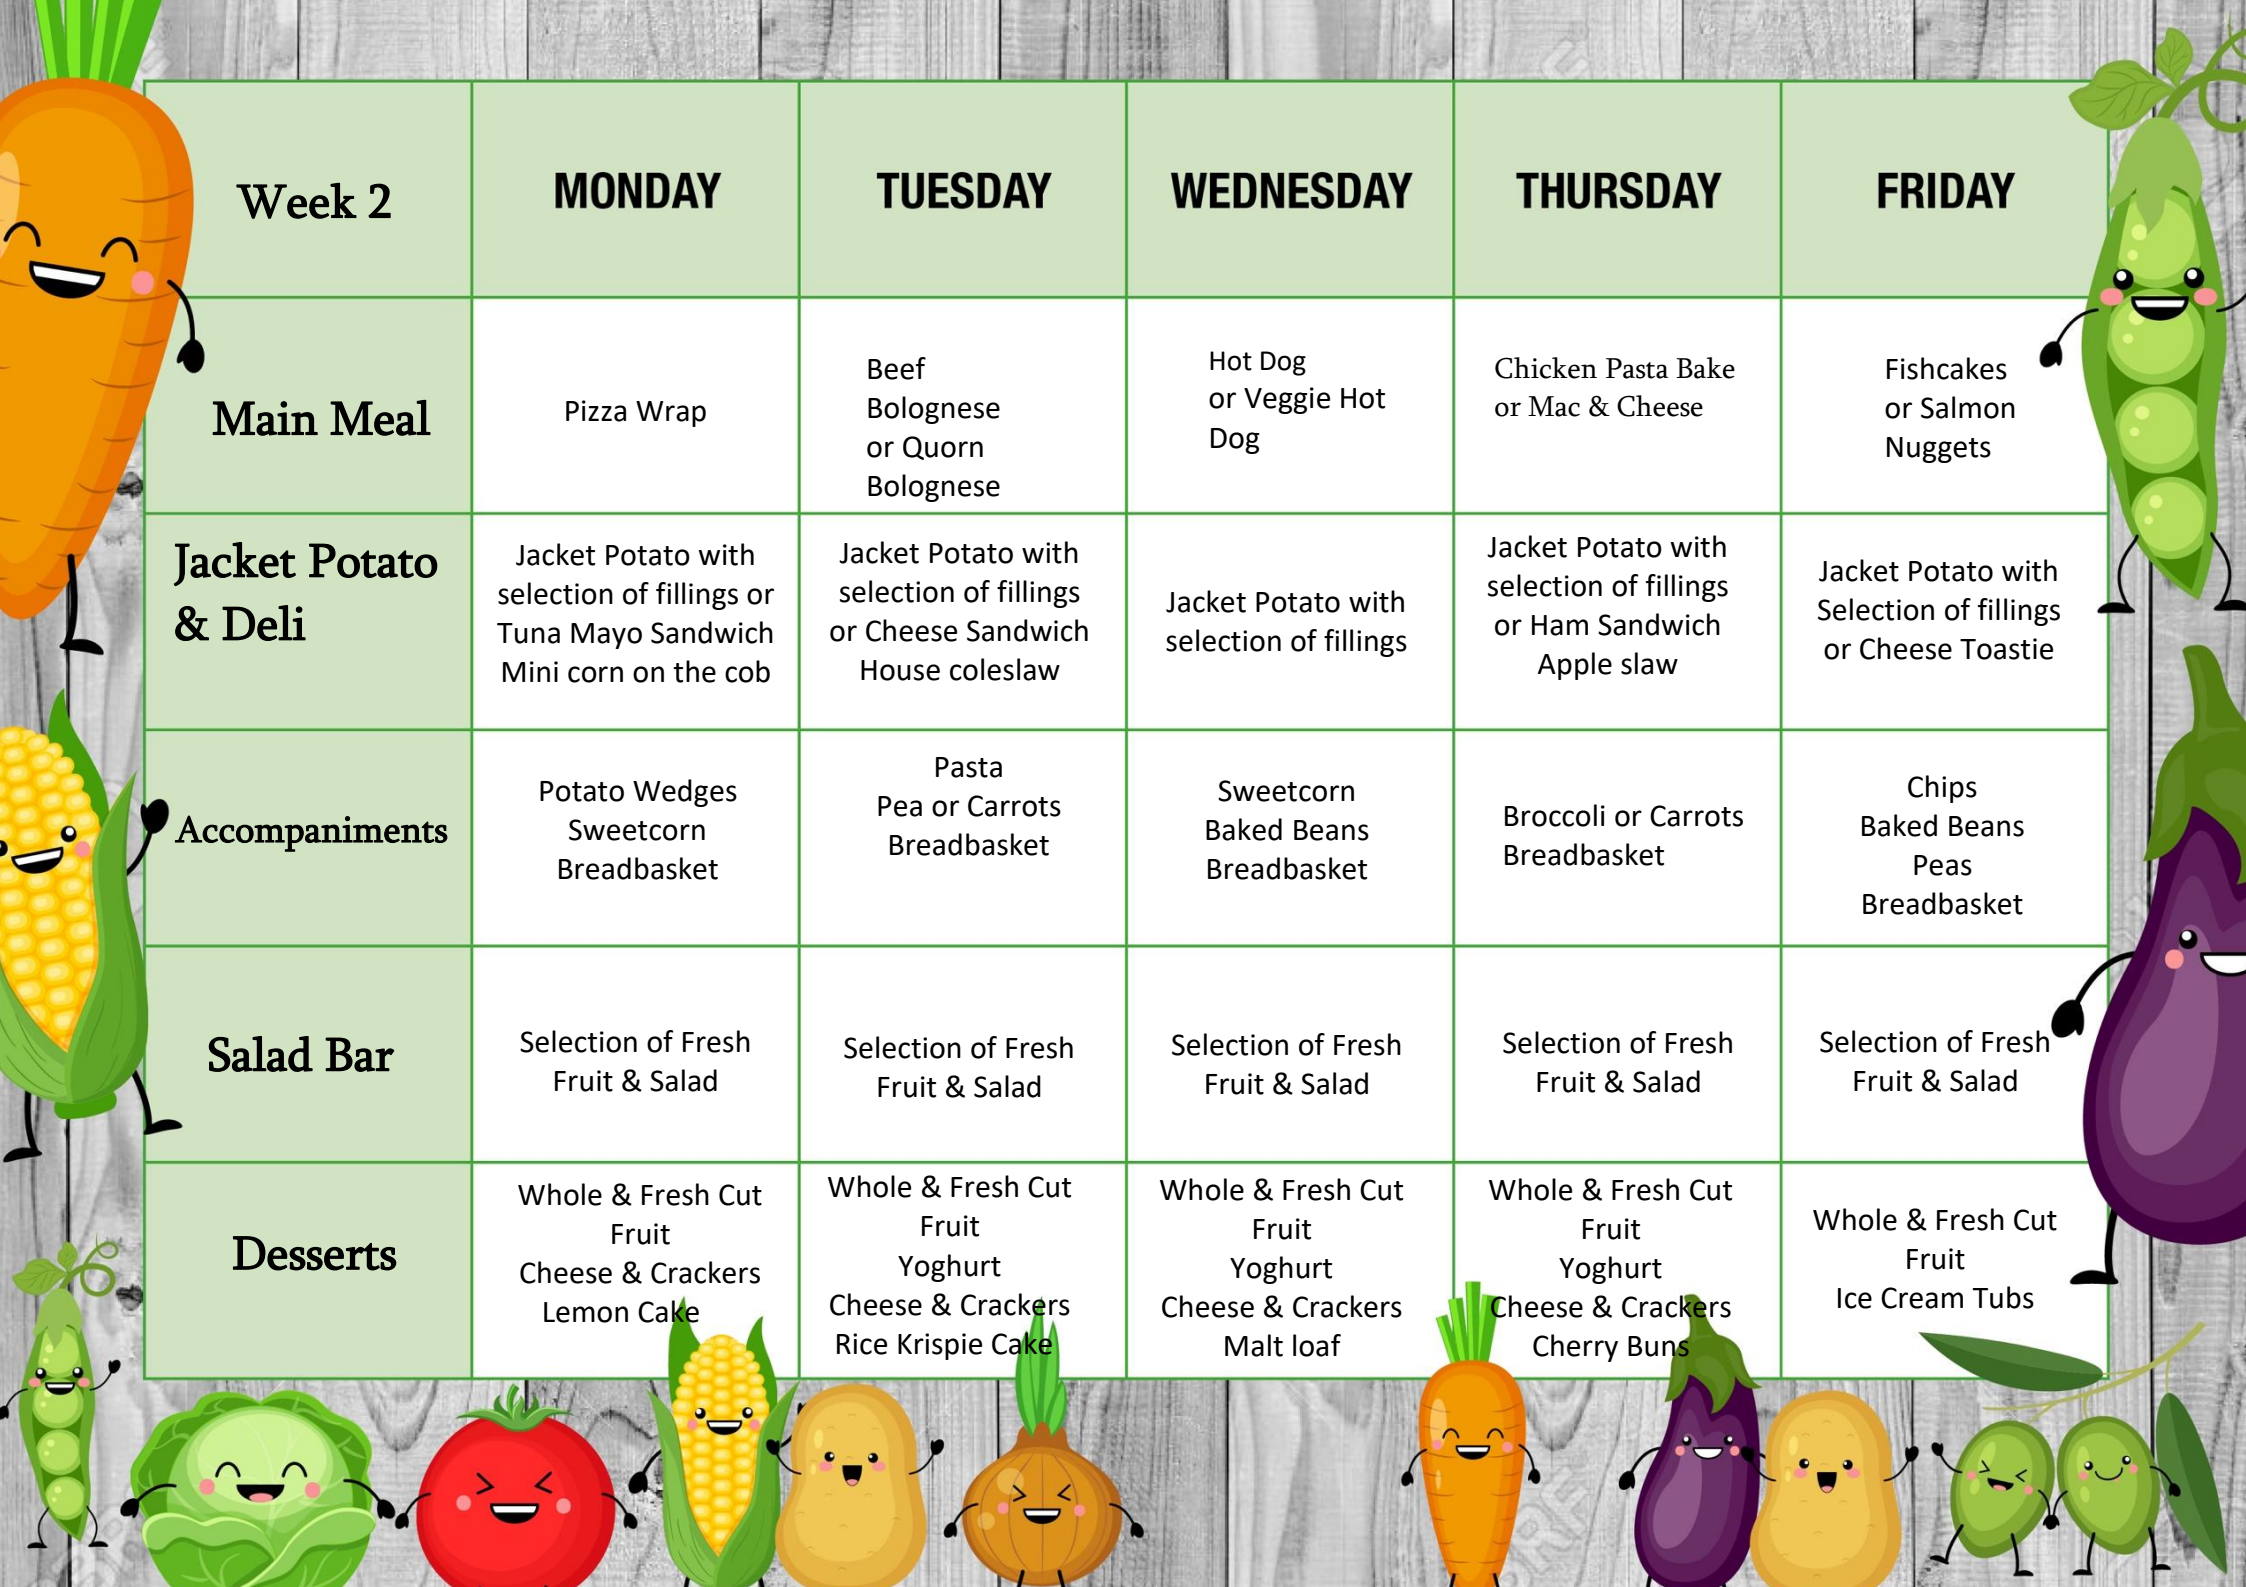 Week 2
MONDAY
TUESDAY
WEDNESDAY
THURSDAY
FRIDAY
Main Meal
Pizza Wrap
Beef
Bolognese
or Quorn
Bolognese
Hot Dog
or Veggie Hot
Dog
Chicken Pasta Bake
or Mac & Cheese
Fishcakes
or Salmon
Nuggets
Jacket Potato
& Deli
Jacket Potato with
selection of fillings or
Tuna Mayo Sandwich
Mini corn on the cob
Jacket Potato with
selection of fillings
or Cheese Sandwich
House coleslaw
Jacket Potato with
selection of fillings
Jacket Potato with
selection of fillings
or Ham Sandwich
Apple slaw
Jacket Potato with
Selection of fillings
or Cheese Toastie
Accompaniments
Potato Wedges
Sweetcorn
Breadbasket
Pasta
Pea or Carrots
Breadbasket
Sweetcorn
Baked Beans
Breadbasket
Broccoli or Carrots
Breadbasket
Chips
Baked Beans
Peas
Breadbasket
Salad Bar
Selection of Fresh
Fruit & Salad
Selection of Fresh
Fruit & Salad
Selection of Fresh
Fruit & Salad
Selection of Fresh
Fruit & Salad
Selection of Fresh
Fruit & Salad
Desserts
Whole & Fresh Cut
Fruit
Cheese & Crackers
Lemon Cake
Whole & Fresh Cut
Fruit
Yoghurt
Cheese & Crackers
Rice Krispie Cake
Whole & Fresh Cut
Fruit
Yoghurt
Cheese & Crackers
Malt loaf
Whole & Fresh Cut
Fruit
Yoghurt
Cheese & Crackers
Cherry Buns
Whole & Fresh Cut
Fruit
Ice Cream Tubs